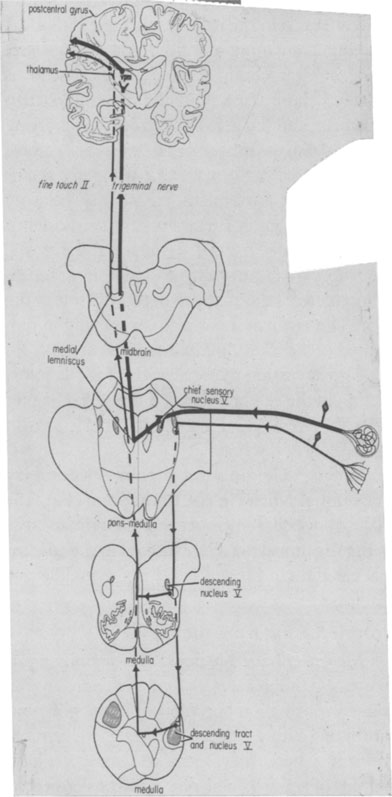 postcentral gyrus
thalamus
fine touch II trigeminal nerve
medial
lemniscus
midbrain
chief sensory
nucleus V
pons-medulla
descending
nucleus V
medulla
descending tract
and nucleus V
medulla